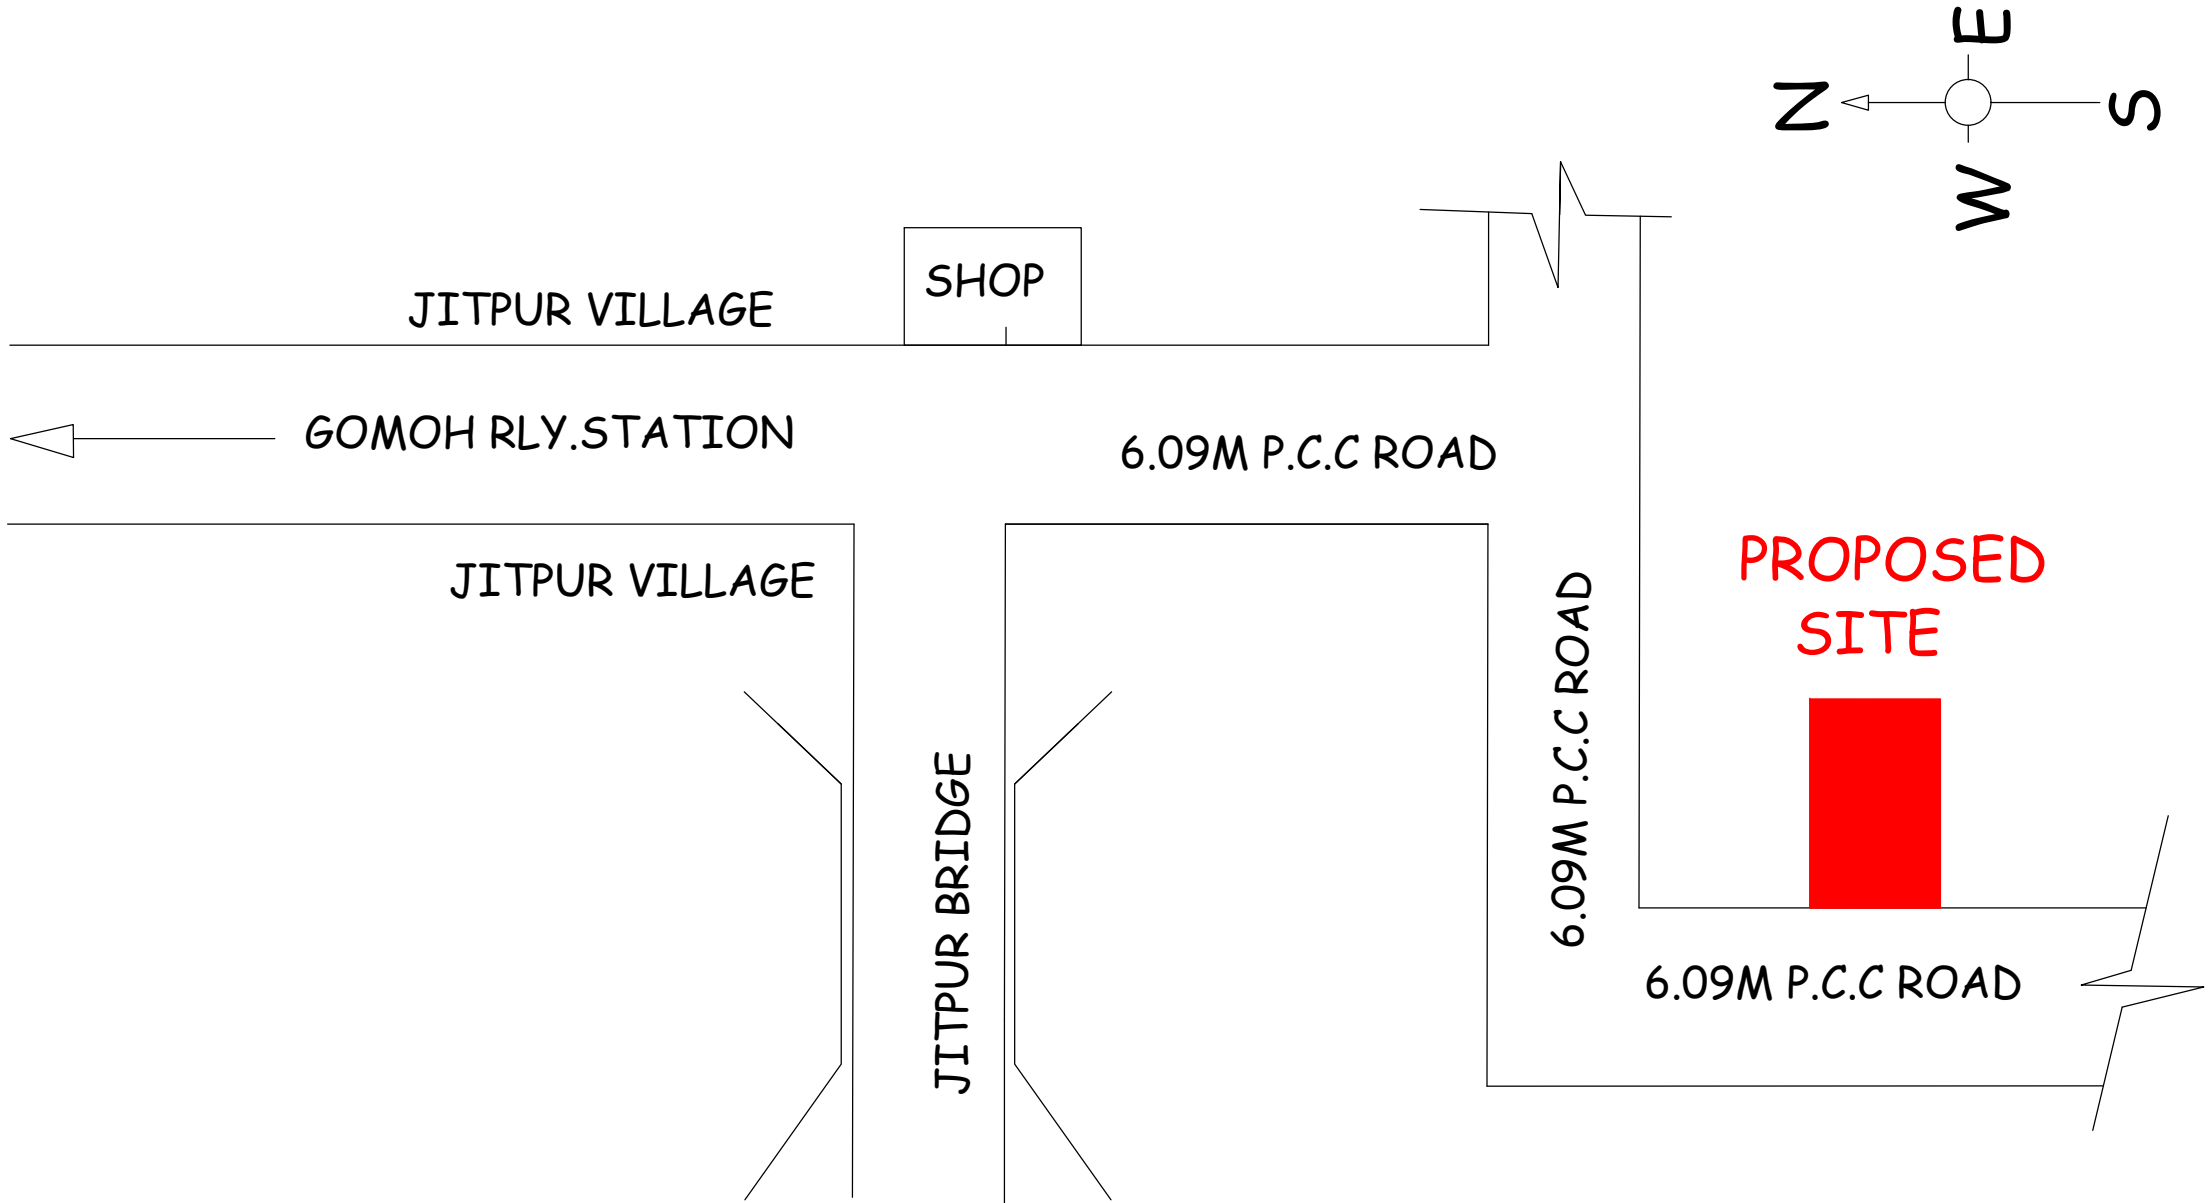 E
N
S
W
SHOP
JITPUR VILLAGE
GOMOH RLY.STATION
6.09M P.C.C ROAD
JITPUR VILLAGE
PROPOSED
SITE
6.09M P.C.C ROAD
JITPUR BRIDGE
6.09M P.C.C ROAD